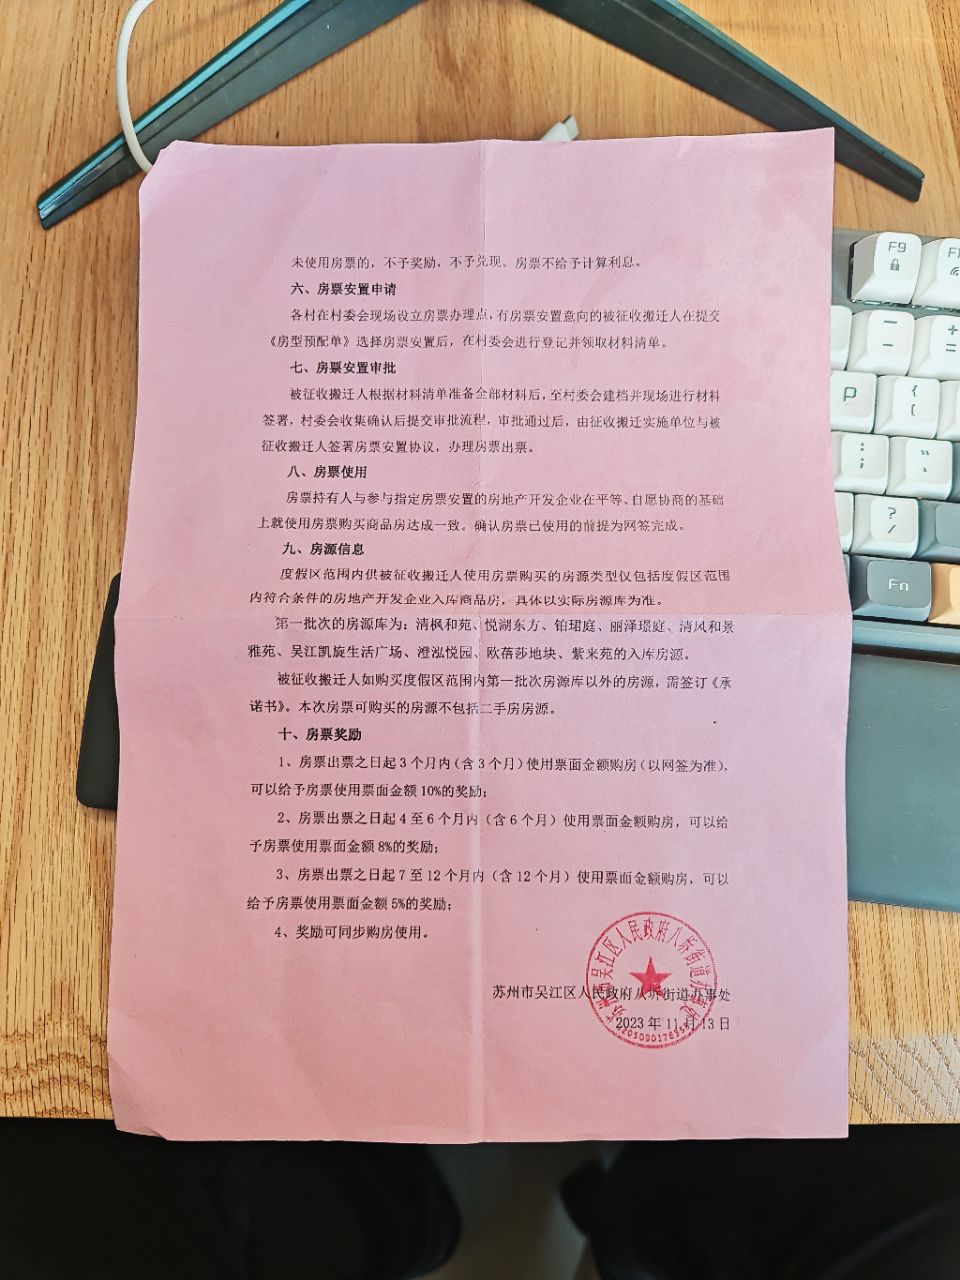 未使用房票的，不予奖励，不予兑现。房票不给予计算利息。
六、房票安置申请
各村在村委会现场设立房票办理点，有房票安置意向的被征收搬迁人在提交
《房型预配单》选择房票安置后，在村委会进行登记并领取材料清单。
七、房票安置审批
被征收搬迁人根据材料清单准备全部材料后，至村委会建档并现场进行材料
签署，村委会收集确认后提交审批流程，审批通过后，由征收搬迁实施单位与被
征收搬迁人签署房票安置协议，办理房票出票。
八、房票使用
房票持有人与参与指定房票安置的房地产开发企业在平等、自愿协商的基础
上就使用房票购买商品房达成一致。确认房票已使用的前提为网签完成。
九、房源信息
度假区范围内供被征收搬迁人使用房票购买的房源类型仅包括度假区范围
内符合条件的房地产开发企业入库商品房，具体以实际房源库为准。
第一批次的房源库为：清枫和苑、悦湖东方、铂珺庭、丽泽璟庭、清风和景
雅苑、吴江凯旋生活广场、澄泓悦园、欧蓓莎地块、紫来苑的入库房源。
被征收搬迁人如购买度假区范围内第一批次房源库以外的房源，需签订《承
诺书》。本次房票可购买的房源不包括二手房房源。
十、房票奖励
1、房票出票之日起 3 个月内（含 3 个月）使用票面金额购房（以网签为准），
可以给予房票使用票面金额 10%的奖励；
2、房票出票之日起 4 至 6 个月内（含 6 个月）使用票面金额购房，可以给
予房票使用票面金额 8%的奖励；
3、房票出票之日起 7 至 12 个月内（含 12 个月）使用票面金额购房，可以
给予房票使用票面金额 5%的奖励；
4、奖励可同步购房使用。
苏州市吴江区人民政府八坼街道办事处
2023 年 11 月 13 日
F9
P
Fn